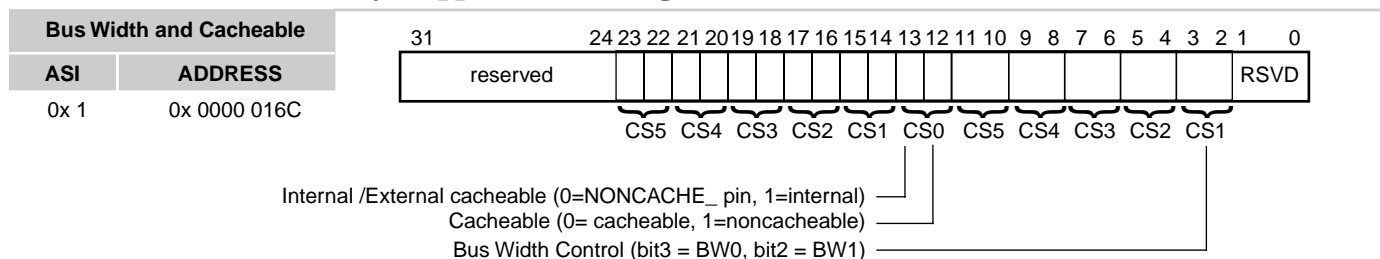 Bus Width and Cacheable
ASI ADDRESS
0x 1 0x 0000 016C
31 24 23 22 21 20 19 18 17 16 15 14 13 12 11 10 9 8 7 6 5 4 3 2 1 0
reserved RSVD
CS5 CS4 CS3 CS2 CS1 CS0 CS5 CS4 CS3 CS2 CS1
Internal /External cacheable (0=NONCACHE_ pin, 1=internal)
Cacheable (0= cacheable, 1=noncacheable)
Bus Width Control (bit3 = BW0, bit2 = BW1)